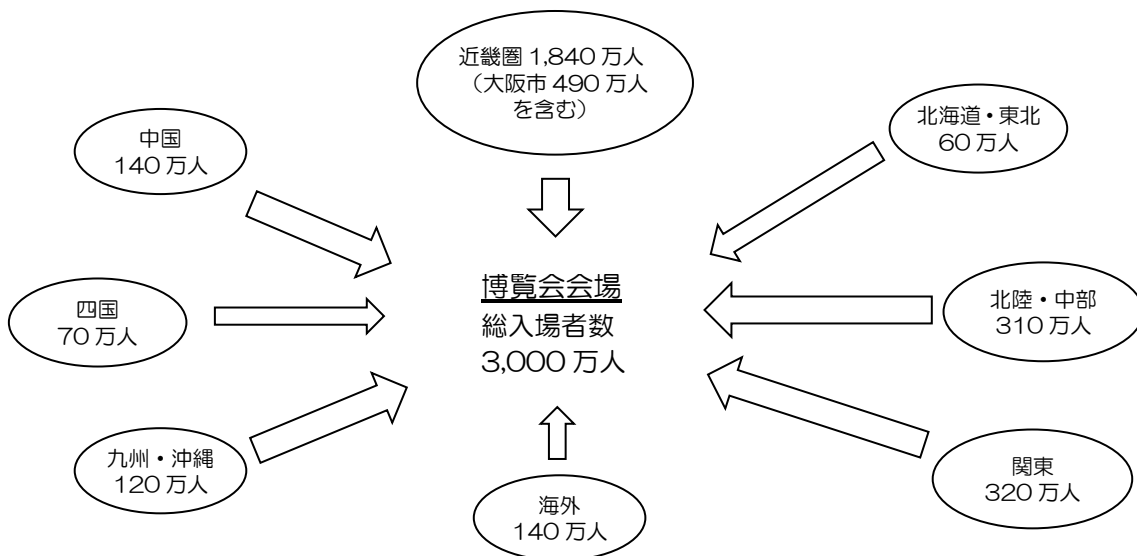 近畿圏 1,840 万人
（大阪市 490 万人
を含む）
中国
140 万人
北海道・東北
60 万人
四国
70 万人
博覧会会場
総入場者数
3,000 万人
北陸・中部
310 万人
九州・沖縄
120 万人
海外
140 万人
関東
320 万人